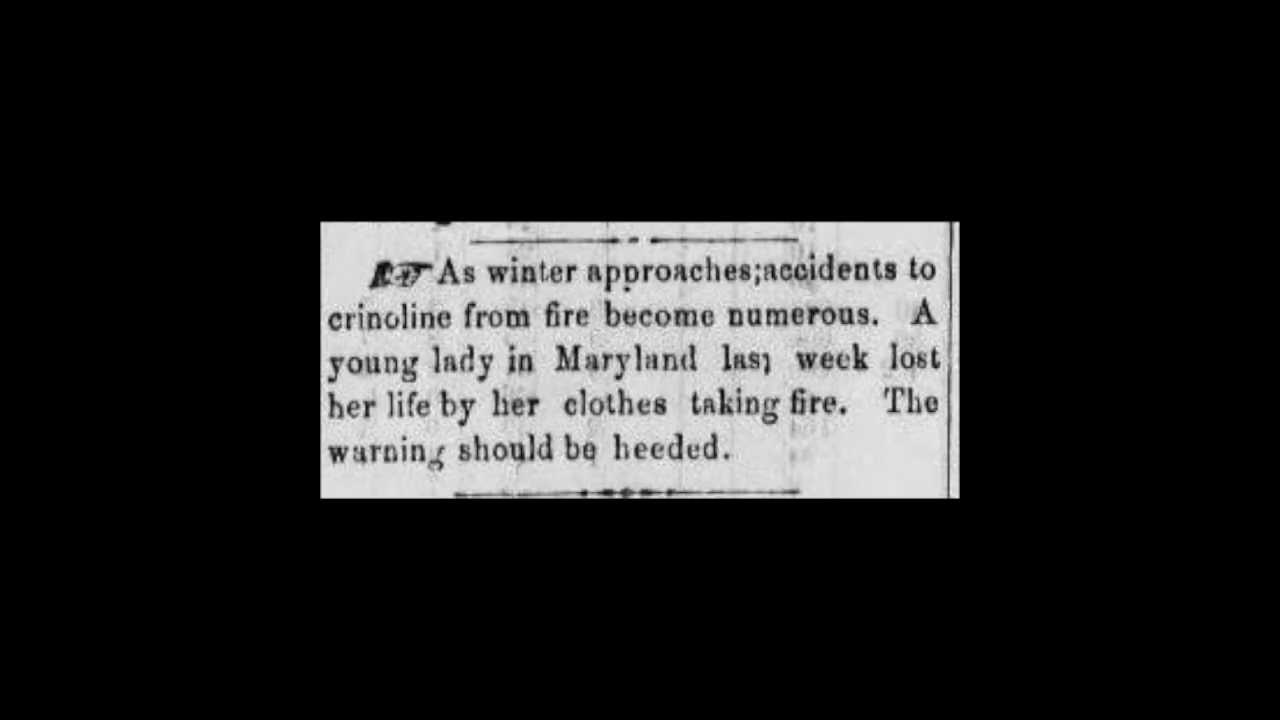 ☞ As winter approaches;accidents to
crinoline from fire become numerous. A
young lady in Maryland last week lost
her life by her clothes taking fire. The
warning should be heeded.